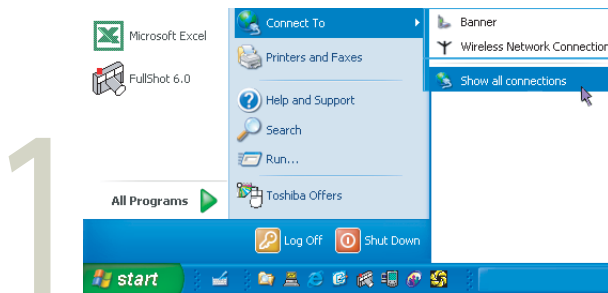 1
Microsoft Excel
FullShot 6.0
All Programs
Connect To
Printers and Faxes
Help and Support
Search
Run...
Toshiba Offers
Banner
Wireless Network Connection
Show all connections
Log Off
Shut Down
start